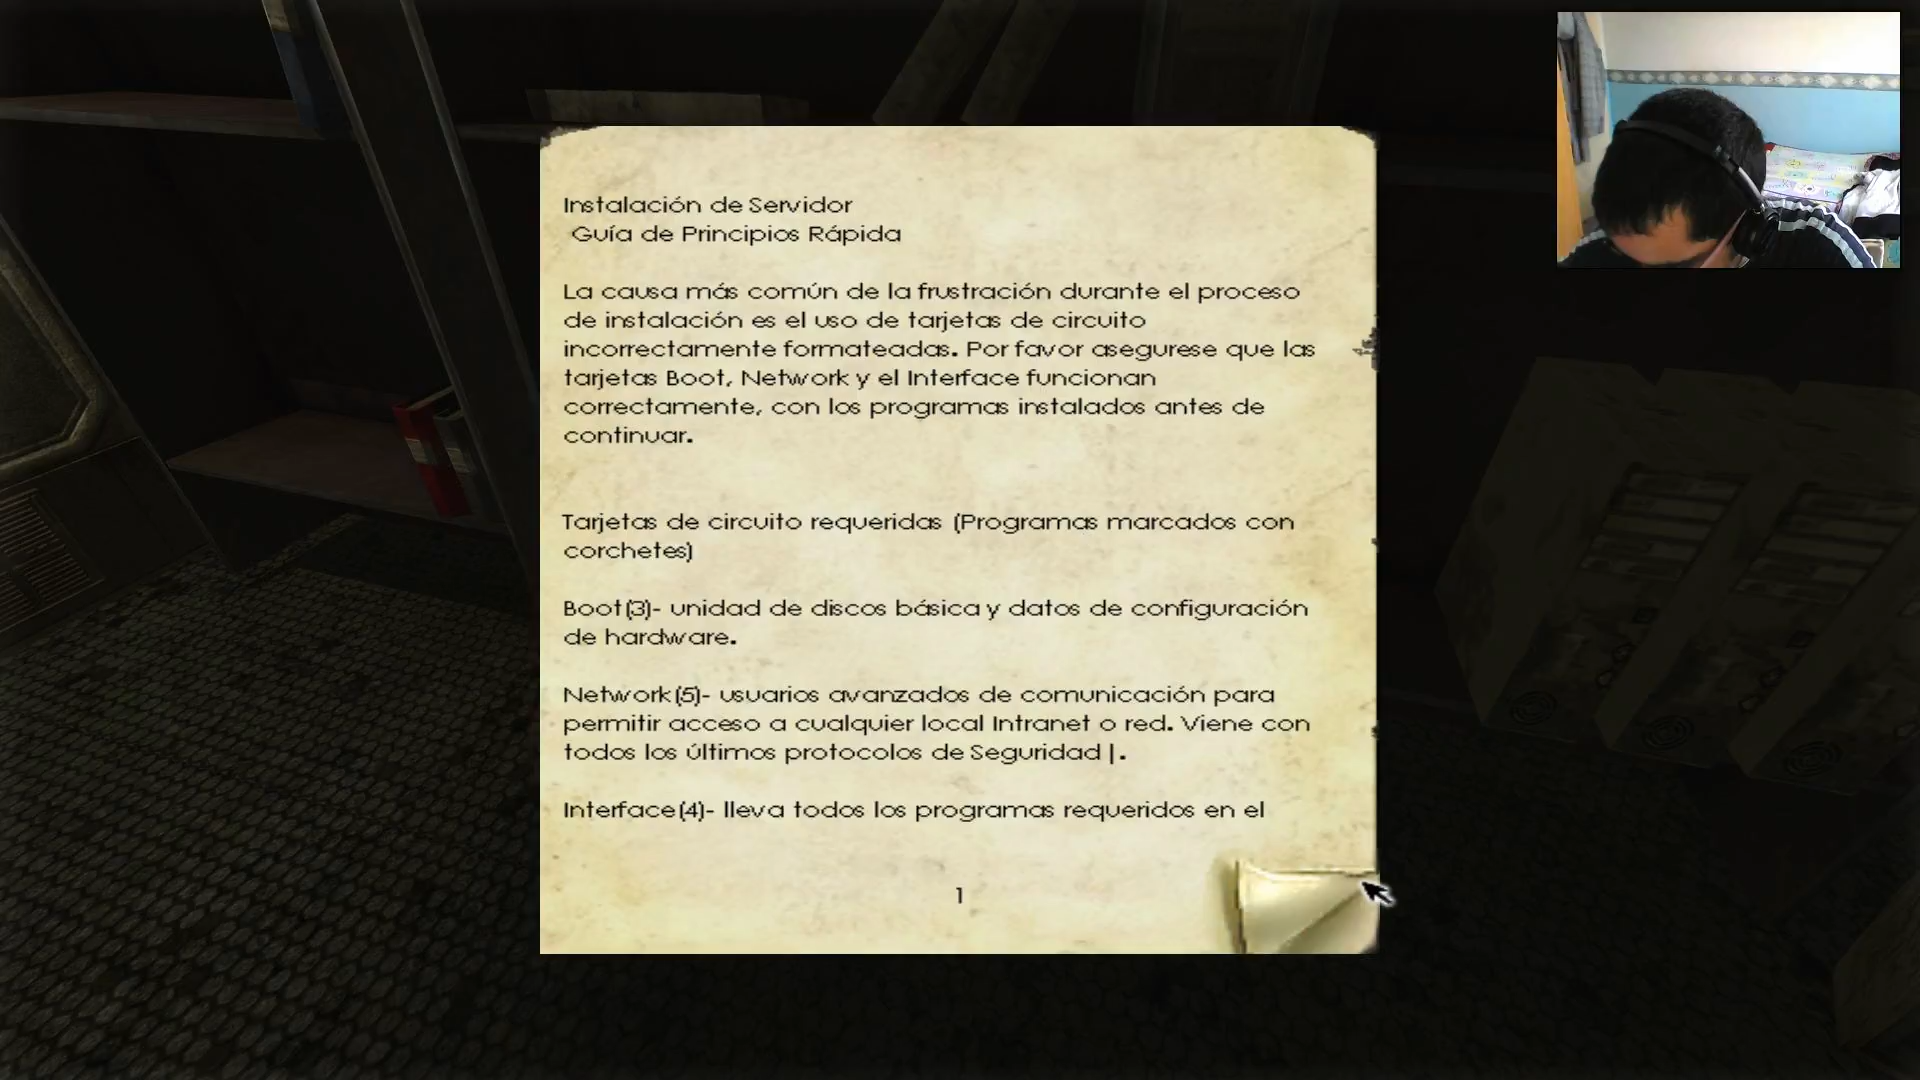 Instalación de Servidor
Guía de Principios Rápida
La causa más común de la frustración durante el proceso
de instalación es el uso de tarjetas de circuito
incorrectamente formateadas. Por favor asegurese que las
tarjetas Boot, Network y el Interface funcionan
correctamente, con los programas instalados antes de
continuar.
Tarjetas de circuito requeridas (Programas marcados con
corchetes)
Boot(3)- unidad de discos básica y datos de configuración
de hardware.
Network(5)- usuarios avanzados de comunicación para
permitir acceso a cualquier local Intranet o red. Viene con
todos los últimos protocolos de Seguridad |.
Interface(4)- lleva todos los programas requeridos en el
1